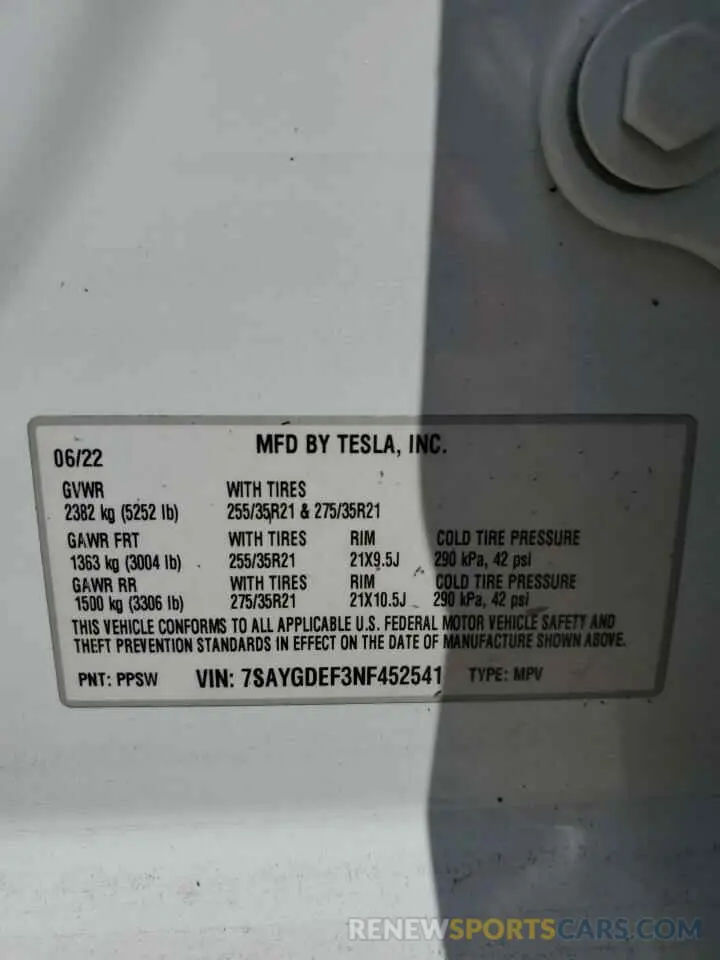 06/22 MFD BY TESLA, INC.
GVWR WITH TIRES
2382 kg (5252 lb) 255/35R21 & 275/35R21
GAWR FRT WITH TIRES RIM COLD TIRE PRESSURE
1363 kg (3004 lb) 255/35R21 21X9.5J 290 kPa, 42 psi
GAWR RR WITH TIRES RIM COLD TIRE PRESSURE
1500 kg (3306 lb) 275/35R21 21X10.5J 290 kPa, 42 psi
THIS VEHICLE CONFORMS TO ALL APPLICABLE U.S. FEDERAL MOTOR VEHICLE SAFETY AND
THEFT PREVENTION STANDARDS IN EFFECT ON THE DATE OF MANUFACTURE SHOWN ABOVE.
PNT: PPSW VIN: 7SAYGDEF3NF452541 TYPE: MPV
RENEWSPORTSCARS.COM